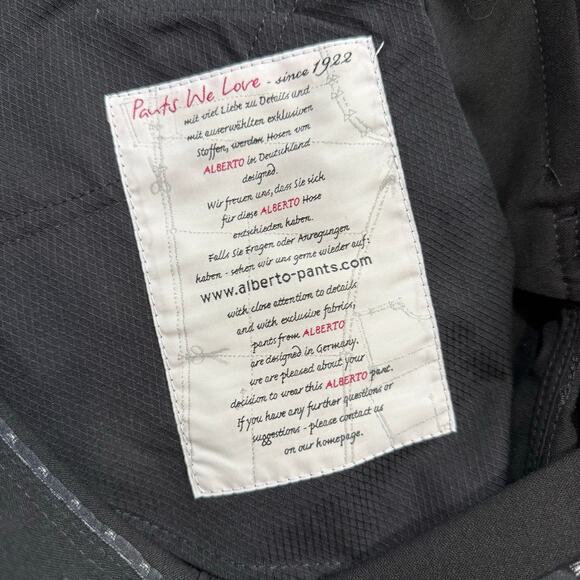 Pants We Love - since 1922
mit viel Liebe zu Details und
mit auserwählten exklusiven
Stoffen, werden Hosen von
ALBERTO in Deutschland
designed.
Wir freuen uns, dass Sie sich
für diese ALBERTO Hose
entschieden haben.
Falls Sie Fragen oder Anregungen
haben - sehen wir uns gerne wieder auf:
www.alberto-pants.com
with close attention to details
and with exclusive fabrics,
pants from ALBERTO
are designed in Germany.
we are pleased about your
decision to wear this ALBERTO pant.
If you have any further questions or
suggestions - please contact us
on our homepage.